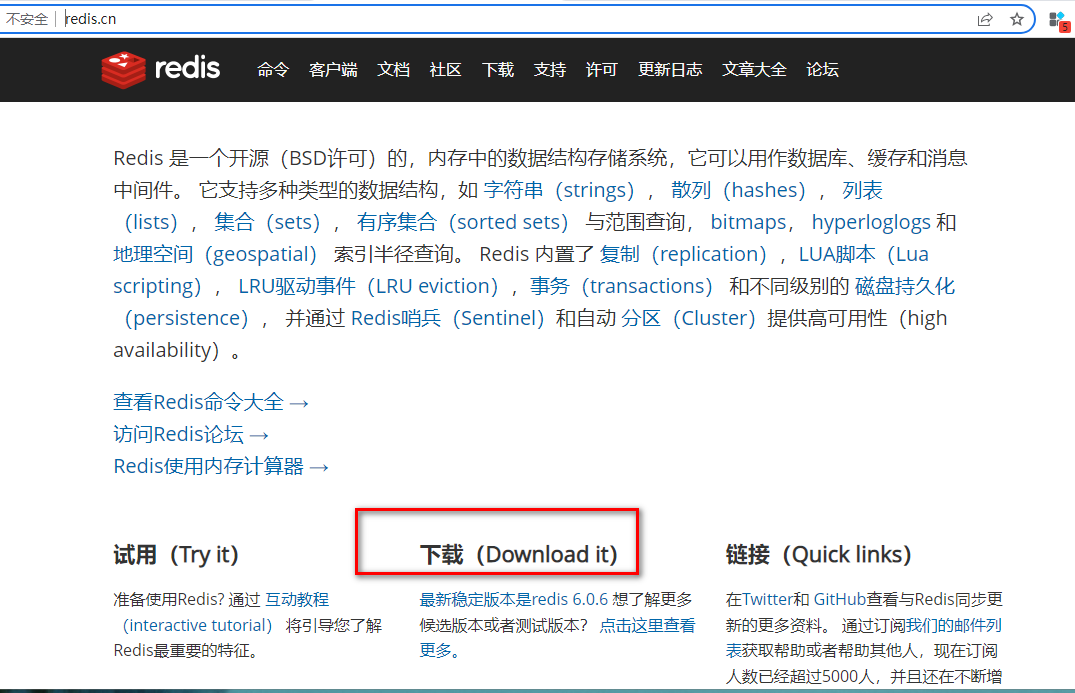 不安全 redis.cn
5
redis 命令 客户端 文档 社区 下载 支持 许可 更新日志 文章大全 论坛
Redis 是一个开源（BSD许可）的，内存中的数据结构存储系统，它可以用作数据库、缓存和消息
中间件。 它支持多种类型的数据结构，如 字符串（strings）， 散列（hashes）， 列表
（lists）， 集合（sets）， 有序集合（sorted sets） 与范围查询， bitmaps， hyperloglogs 和
地理空间（geospatial） 索引半径查询。 Redis 内置了 复制（replication），LUA脚本（Lua
scripting）， LRU驱动事件（LRU eviction），事务（transactions） 和不同级别的 磁盘持久化
（persistence）， 并通过 Redis哨兵（Sentinel）和自动 分区（Cluster）提供高可用性（high
availability）。
查看Redis命令大全 →
访问Redis论坛 →
Redis使用内存计算器 →
试用（Try it）
准备使用Redis? 通过 互动教程
（interactive tutorial） 将引导您了解
Redis最重要的特征。
下载（Download it）
最新稳定版本是redis 6.0.6 想了解更多
候选版本或者测试版本？ 点击这里查看
更多。
链接（Quick links）
在Twitter和 GitHub查看与Redis同步更
新的更多资料。 通过订阅我们的邮件列
表获取帮助或者帮助其他人，现在订阅
人数已经超过5000人，并且还在不断增